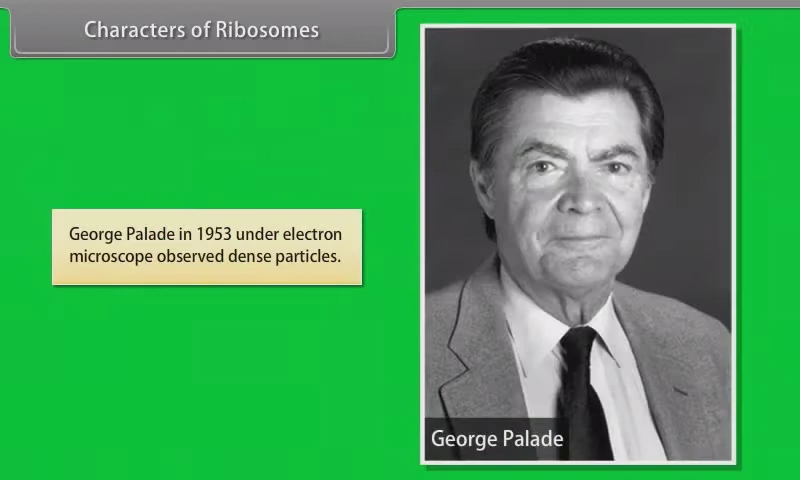 Characters of Ribosomes
George Palade in 1953 under electron
microscope observed dense particles.
George Palade